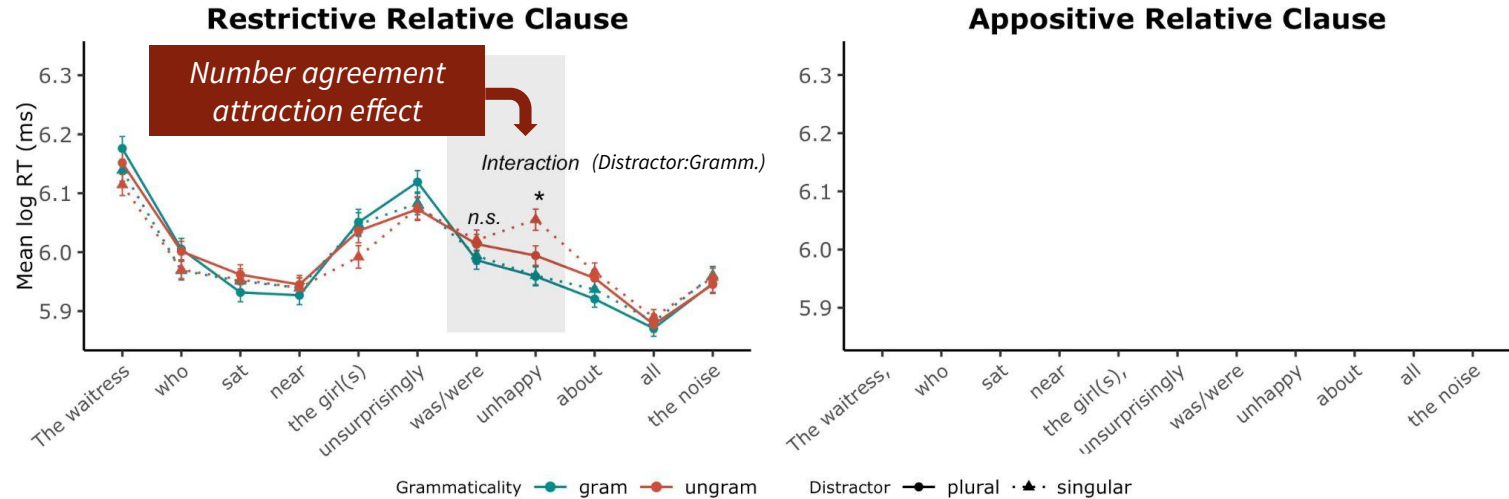 Restrictive Relative Clause
Appositive Relative Clause
Number agreement
attraction effect
Interaction (Distractor:Gramm.)
*
n.s.
Mean log RT (ms)
6.3
6.2
6.1
6.0
5.9
6.3
6.2
6.1
6.0
5.9
The waitress
who
sat
near
the girl(s)
unsurprisingly
was/were
unhappy
about
all
the noise
The waitress,
who
sat
near
the girl(s),
unsurprisingly
was/were
unhappy
about
all
the noise
Grammaticality gram ungram Distractor plural singular